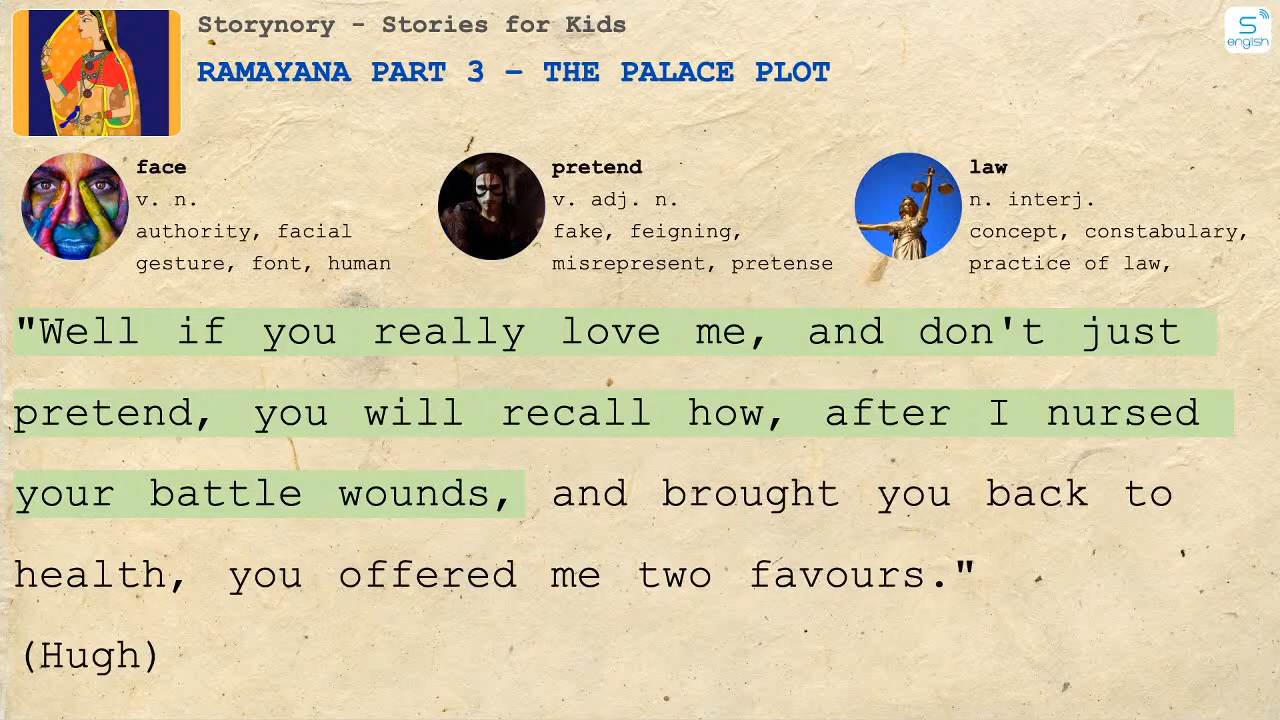 Storynory - Stories for Kids
RAMAYANA PART 3 – THE PALACE PLOT
S
english
face
v. n.
authority, facial
gesture, font, human
pretend
v. adj. n.
fake, feigning,
misrepresent, pretense
law
n. interj.
concept, constabulary,
practice of law,
"Well if you really love me, and don't just
pretend, you will recall how, after I nursed
your battle wounds, and brought you back to
health, you offered me two favours."
(Hugh)